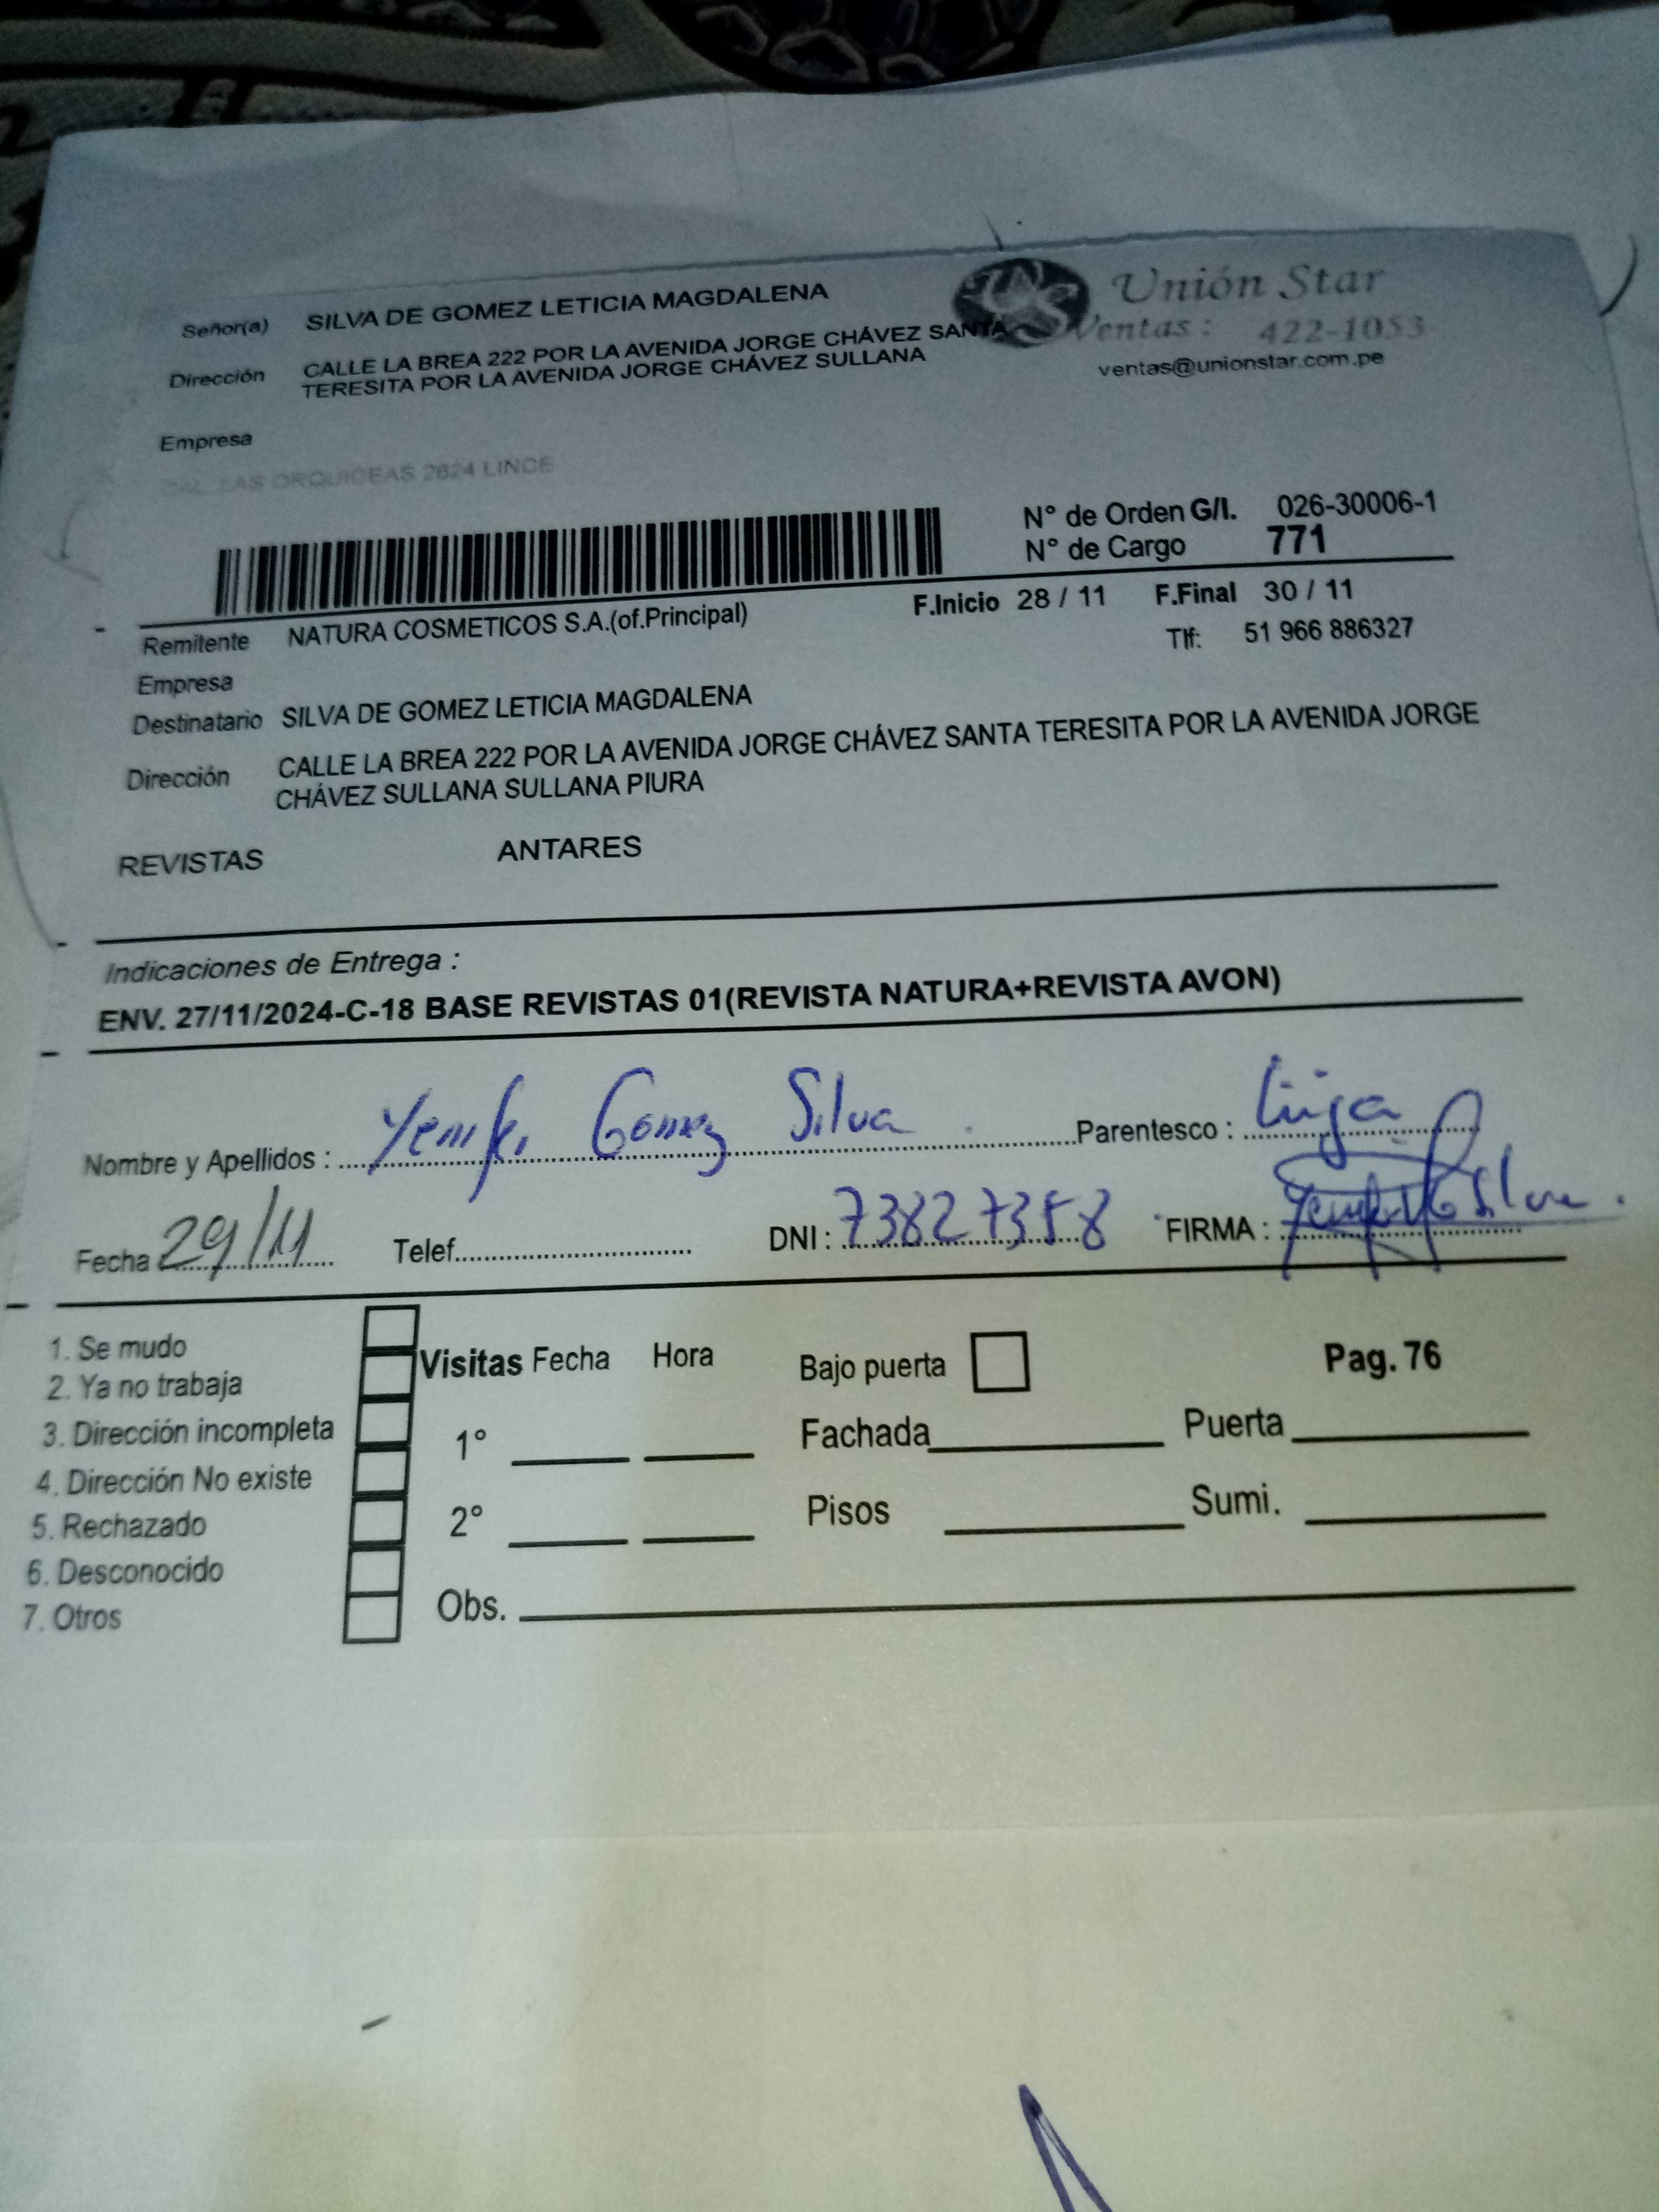 Señor(a) SILVA DE GOMEZ LETICIA MAGDALENA
Unión Star
Ventas : 422-1053
ventas@unionstar.com.pe
Dirección CALLE LA BREA 222 POR LA AVENIDA JORGE CHÁVEZ SANTA
TERESITA POR LA AVENIDA JORGE CHÁVEZ SULLANA
Empresa
CAL. LAS ORQUIDEAS 2624 LINCE
N° de Orden G/I. 026-30006-1
N° de Cargo 771
F.Inicio 28 / 11 F.Final 30 / 11
Remitente NATURA COSMETICOS S.A.(of.Principal)
Tlf: 51 966 886327
Empresa
Destinatario SILVA DE GOMEZ LETICIA MAGDALENA
Dirección CALLE LA BREA 222 POR LA AVENIDA JORGE CHÁVEZ SANTA TERESITA POR LA AVENIDA JORGE
CHÁVEZ SULLANA SULLANA PIURA
REVISTAS ANTARES
Indicaciones de Entrega :
ENV. 27/11/2024-C-18 BASE REVISTAS 01(REVISTA NATURA+REVISTA AVON)
Nombre y Apellidos : Gomez Silva Parentesco :
Fecha 29/11 Telef. DNI : 73827358 FIRMA : Silva
1. Se mudo
2. Ya no trabaja
3. Dirección incompleta
4. Dirección No existe
5. Rechazado
6. Desconocido
7. Otros
Visitas Fecha Hora
1°
2°
Obs.
Bajo puerta
Pag. 76
Fachada Puerta
Pisos Sumi.